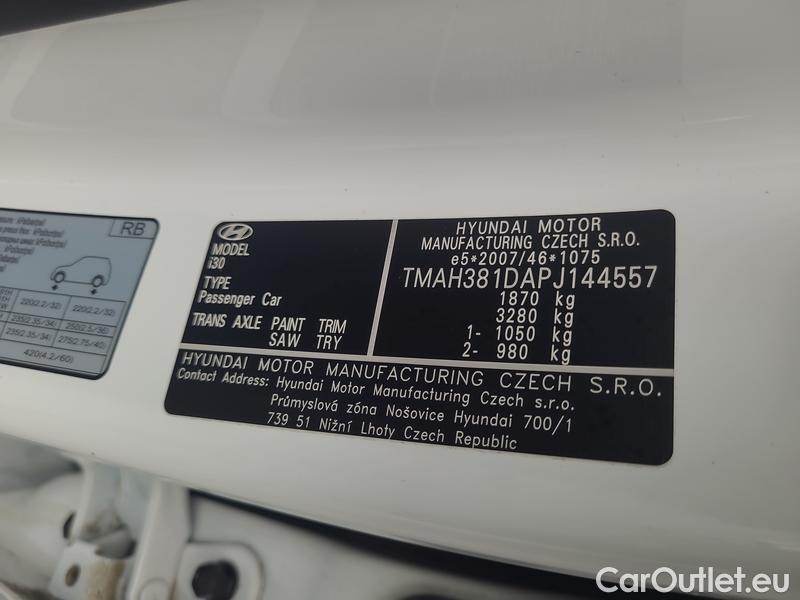 RB
220(2.2/32) 220(2.2/32)
235(2.35/34) 250(2.5/36)
235(2.35/34) 275(2.75/40)
420(4.2/60)
MODEL
i30
TYPE
Passenger Car
TRANS AXLE PAINT TRIM
SAW TRY
HYUNDAI MOTOR
MANUFACTURING CZECH S.R.O.
e5*2007/46*1075
TMAH381DAPJ144557
1870 kg
3280 kg
1- 1050 kg
2- 980 kg
HYUNDAI MOTOR MANUFACTURING CZECH S.R.O.
Contact Address: Hyundai Motor Manufacturing Czech s.r.o.
Průmyslová zóna Nošovice Hyundai 700/1
739 51 Nižní Lhoty Czech Republic
CarOutlet.eu